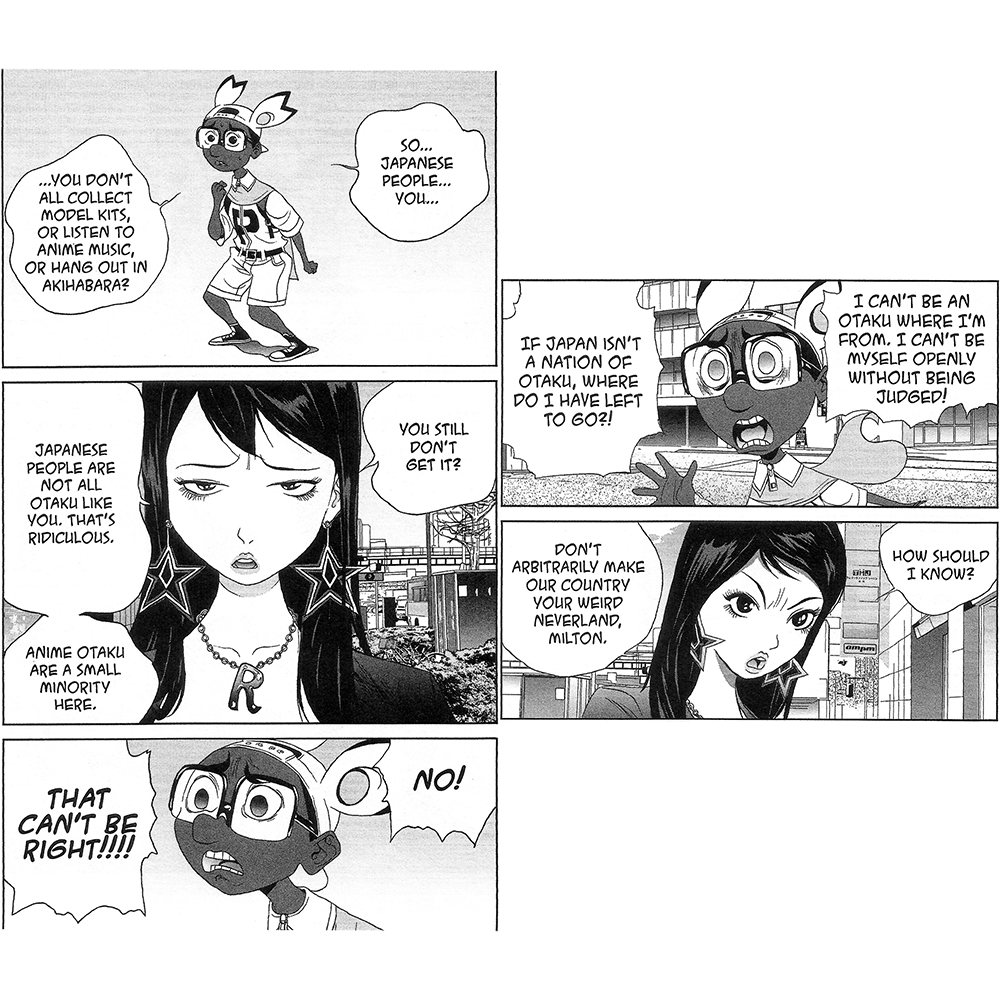 SO...
JAPANESE
PEOPLE...
YOU...
...YOU DON'T
ALL COLLECT
MODEL KITS,
OR LISTEN TO
ANIME MUSIC,
OR HANG OUT IN
AKIHABARA?
YOU STILL
DON'T
GET IT?
JAPANESE
PEOPLE ARE
NOT ALL
OTAKU LIKE
YOU. THAT'S
RIDICULOUS.
ANIME OTAKU
ARE A SMALL
MINORITY
HERE.
R
NO!
THAT
CAN'T BE
RIGHT!!!!
I CAN'T BE AN
OTAKU WHERE I'M
FROM. I CAN'T BE
MYSELF OPENLY
WITHOUT BEING
JUDGED!
IF JAPAN ISN'T
A NATION OF
OTAKU, WHERE
DO I HAVE LEFT
TO GO?!
HOW SHOULD
I KNOW?
DON'T
ARBITRARILY MAKE
OUR COUNTRY
YOUR WEIRD
NEVERLAND,
MILTON.
ampm